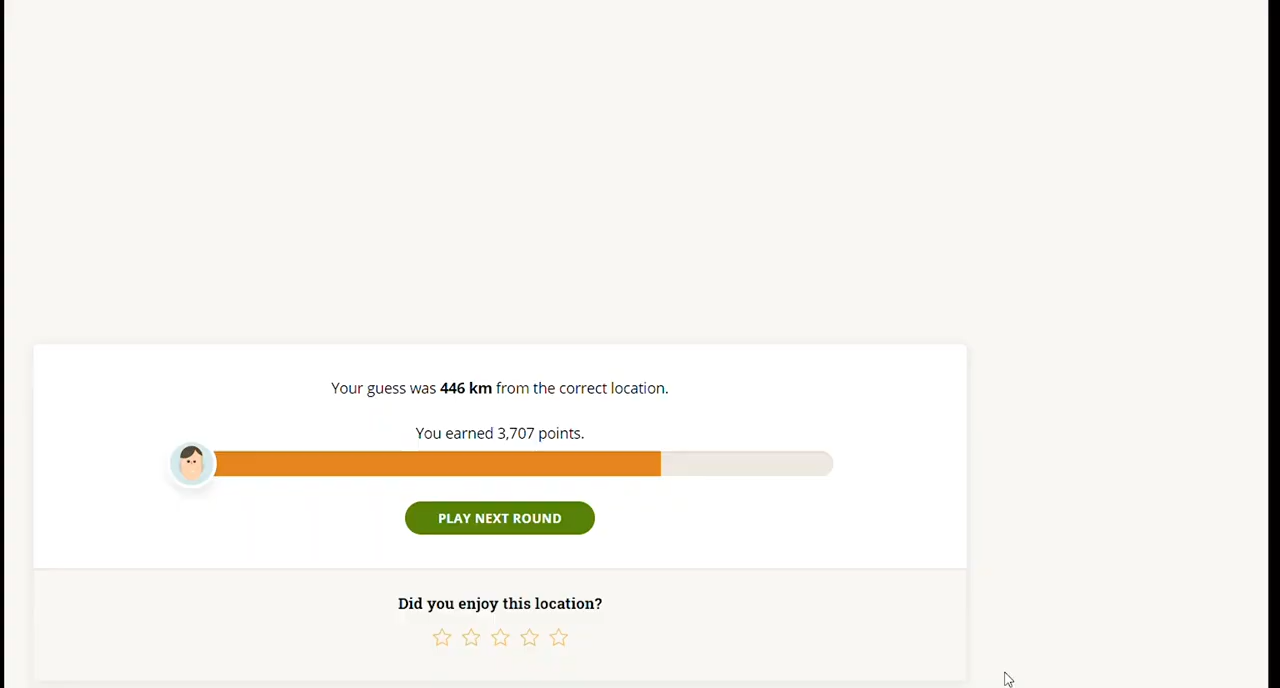 Your guess was 446 km from the correct location.
You earned 3,707 points.
PLAY NEXT ROUND
Did you enjoy this location?